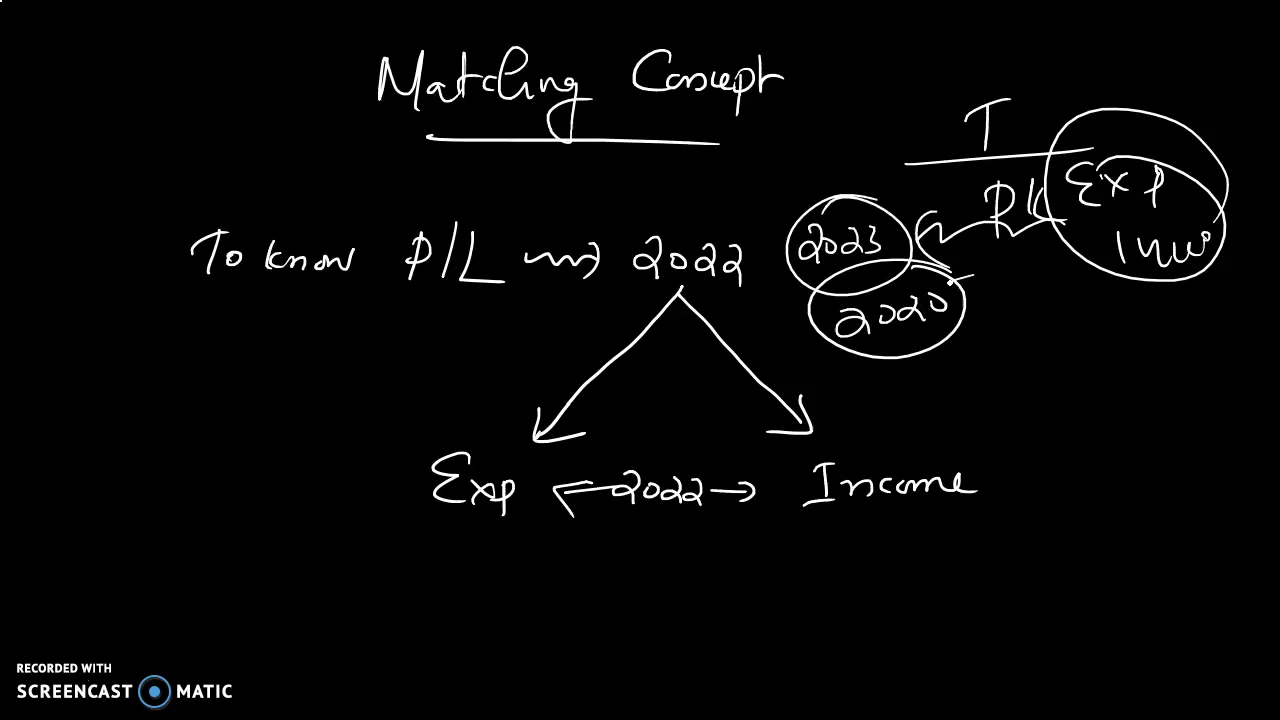 Matching Concept
T
P/L Exp
To know P/L 2022 2023
2020
Exp 2022 Income
RECORDED WITH
SCREENCAST MATIC